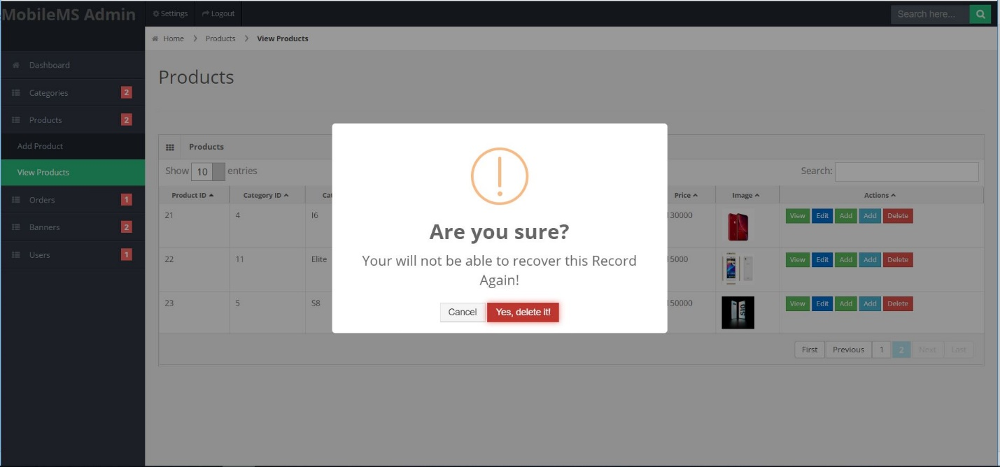 MobileMS Admin
Settings
Logout
Search here...
Home
Products
View Products
Dashboard
Categories 2
Products 2
Add Product
View Products
Orders 1
Banners 2
Users 1
Products
Products
Show 10 entries
Search:
Product ID
Category ID
Cat
Price
Image
Actions
21 4 I6 130000 View Edit Add Add Delete
22 11 Elite 15000 View Edit Add Add Delete
23 5 S8 150000 S10 View Edit Add Add Delete
Are you sure?
Your will not be able to recover this Record
Again!
Cancel
Yes, delete it!
First Previous 1 2 Next Last